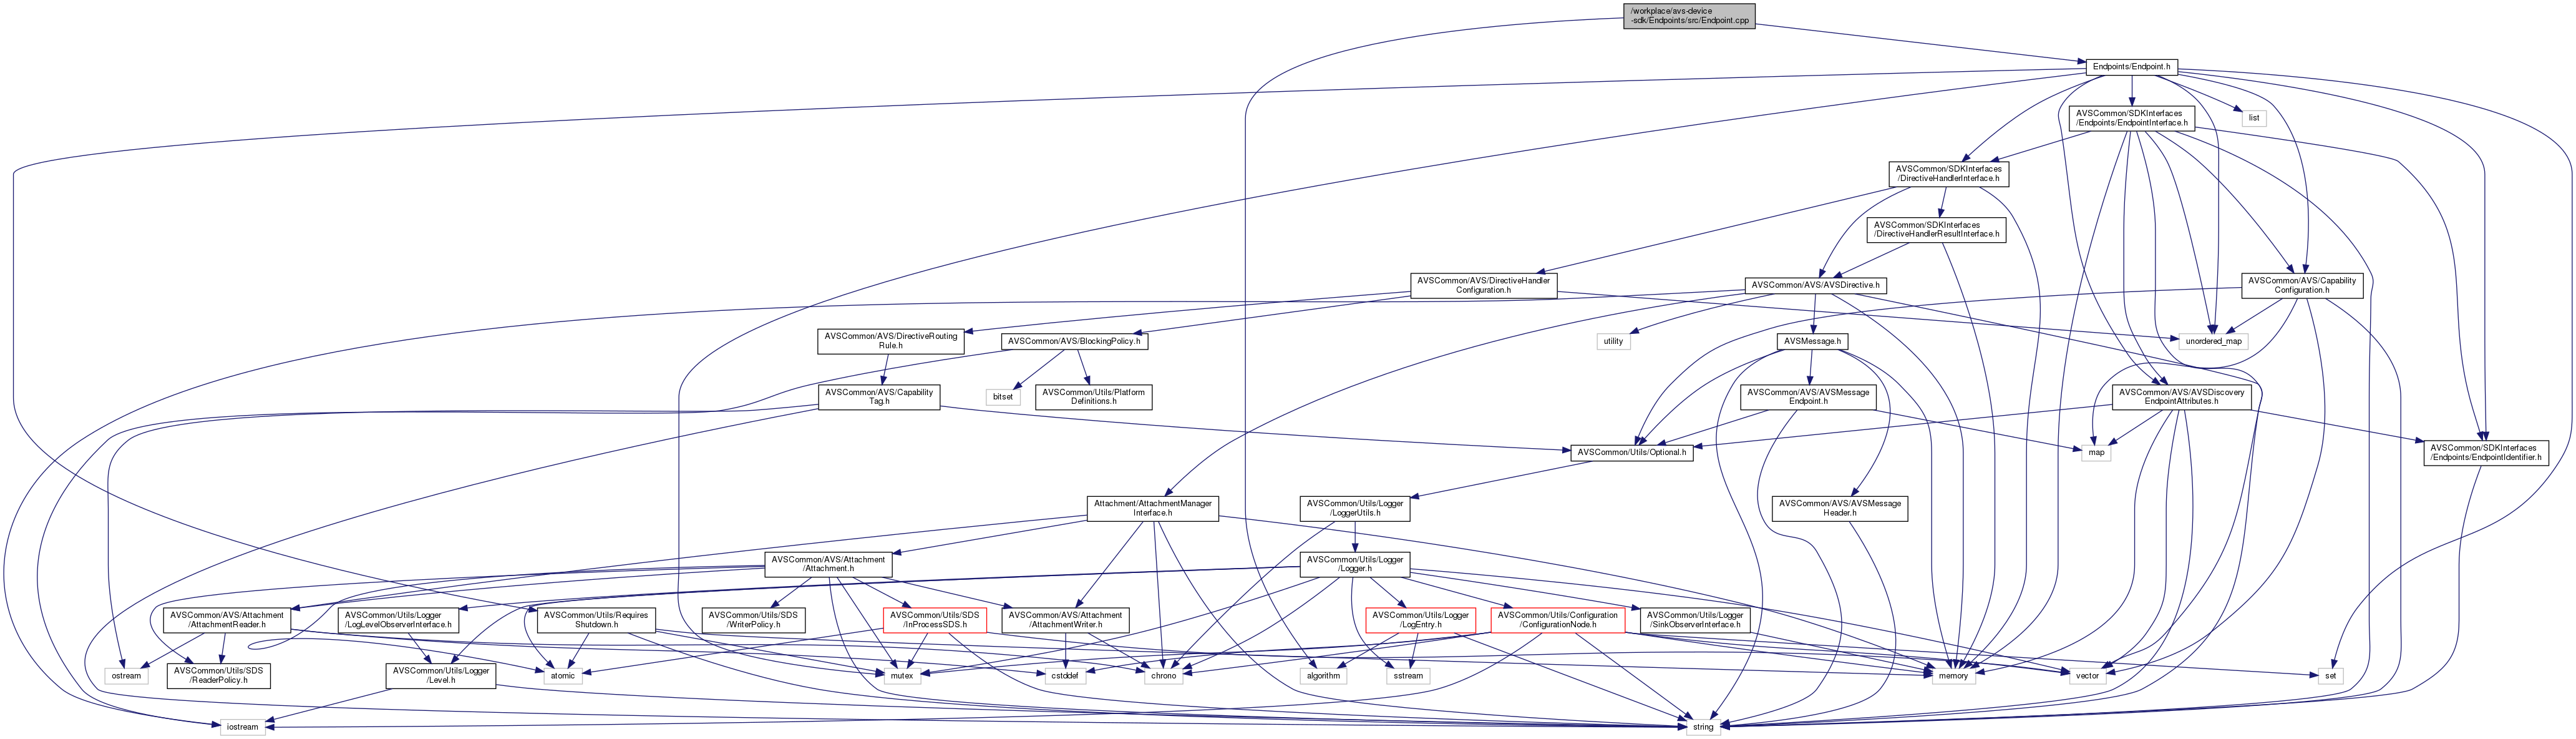 /workplace/avs-device
-sdk/Endpoints/src/Endpoint.cpp
Endpoints/Endpoint.h
AVSCommon/SDKInterfaces
/Endpoints/EndpointInterface.h
list
AVSCommon/SDKInterfaces
/DirectiveHandlerInterface.h
AVSCommon/SDKInterfaces
/DirectiveHandlerResultInterface.h
AVSCommon/AVS/DirectiveHandler
Configuration.h
AVSCommon/AVS/AVSDirective.h
AVSCommon/AVS/Capability
Configuration.h
AVSCommon/AVS/DirectiveRouting
Rule.h
AVSCommon/AVS/BlockingPolicy.h
utility
AVSMessage.h
unordered_map
AVSCommon/AVS/Capability
Tag.h
bitset
AVSCommon/Utils/Platform
Definitions.h
AVSCommon/AVS/AVSMessage
Endpoint.h
AVSCommon/AVS/AVSDiscovery
EndpointAttributes.h
AVSCommon/Utils/Optional.h
map
AVSCommon/SDKInterfaces
/Endpoints/EndpointIdentifier.h
Attachment/AttachmentManager
Interface.h
AVSCommon/Utils/Logger
/LoggerUtils.h
AVSCommon/AVS/AVSMessage
Header.h
AVSCommon/AVS/Attachment
/Attachment.h
AVSCommon/Utils/Logger
/Logger.h
AVSCommon/AVS/Attachment
/AttachmentReader.h
AVSCommon/Utils/Logger
/LogLevelObserverInterface.h
AVSCommon/Utils/Requires
Shutdown.h
AVSCommon/Utils/SDS
/WriterPolicy.h
AVSCommon/Utils/SDS
/InProcessSDS.h
AVSCommon/AVS/Attachment
/AttachmentWriter.h
AVSCommon/Utils/Logger
/LogEntry.h
AVSCommon/Utils/Configuration
/ConfigurationNode.h
AVSCommon/Utils/Logger
/SinkObserverInterface.h
ostream
AVSCommon/Utils/SDS
/ReaderPolicy.h
AVSCommon/Utils/Logger
/Level.h
atomic
mutex
cstddef
chrono
algorithm
sstream
memory
vector
set
iostream
string